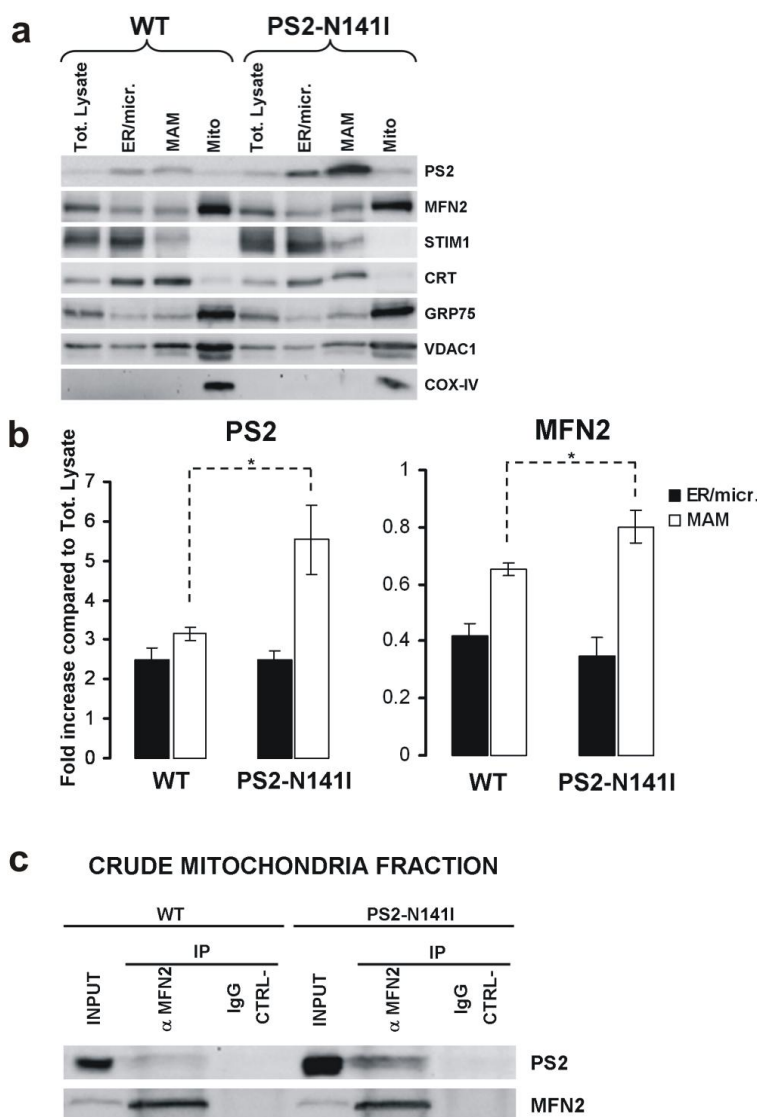 a
WT PS2-N141I
Tot. Lysate ER/micr. MAM Mito Tot. Lysate ER/micr. MAM Mito
PS2
MFN2
STIM1
CRT
GRP75
VDAC1
COX-IV
b
PS2
Fold increase compared to Tot. Lysate
7
6
5
4
3
2
1
0
*
WT PS2-N141I
MFN2
1
0.8
0.6
0.4
0.2
0
*
WT PS2-N141I
ER/micr.
MAM
c
CRUDE MITOCHONDRIA FRACTION
WT PS2-N141I
IP IP
INPUT α MFN2 IgG CTRL- INPUT α MFN2 IgG CTRL-
PS2
MFN2